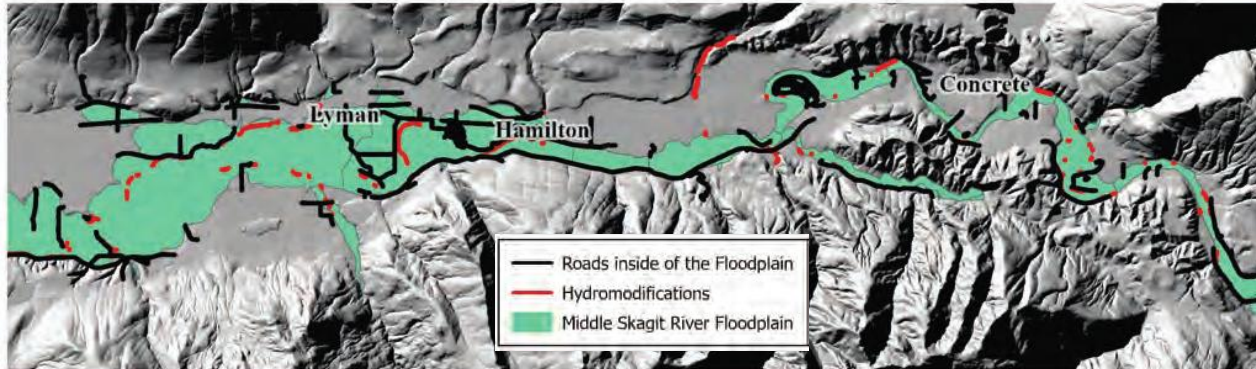 Concrete
Lyman
Hamilton
Roads inside of the Floodplain
Hydromodifications
Middle Skagit River Floodplain